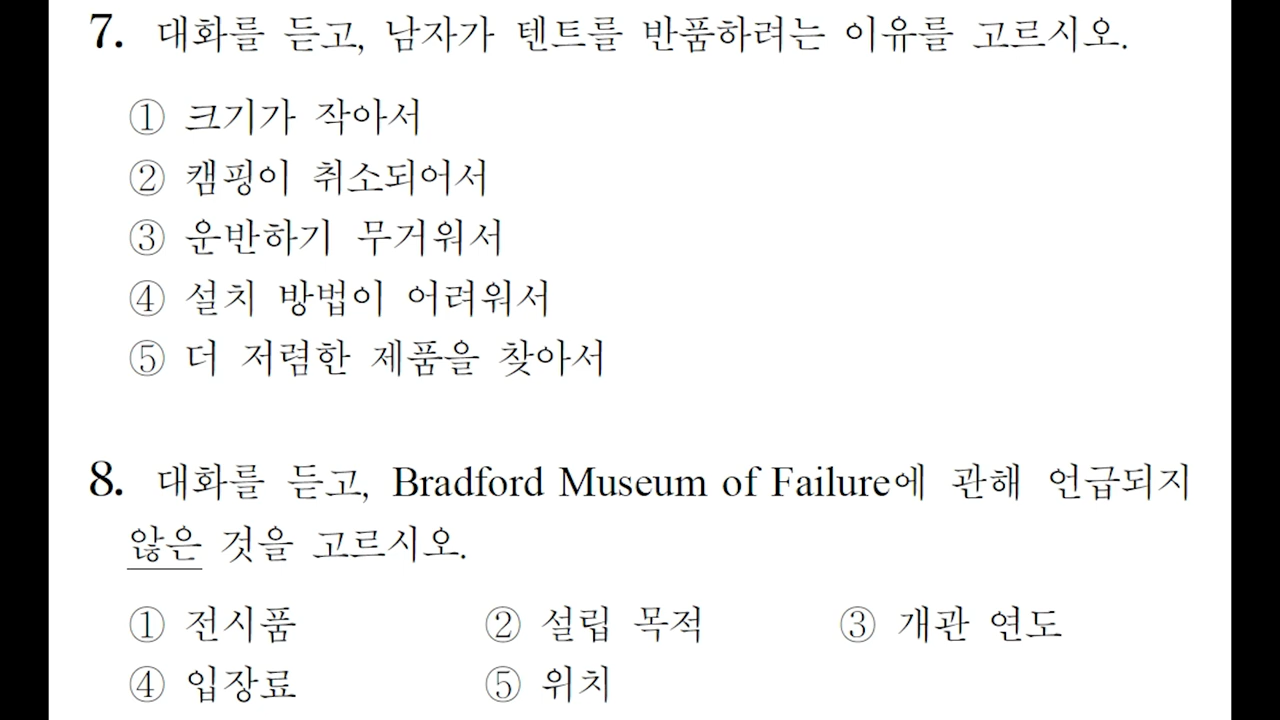 7. 대화를 듣고, 남자가 텐트를 반품하려는 이유를 고르시오.
① 크기가 작아서
② 캠핑이 취소되어서
③ 운반하기 무거워서
④ 설치 방법이 어려워서
⑤ 더 저렴한 제품을 찾아서
8. 대화를 듣고, Bradford Museum of Failure에 관해 언급되지
않은 것을 고르시오.
① 전시품 ② 설립 목적 ③ 개관 연도
④ 입장료 ⑤ 위치